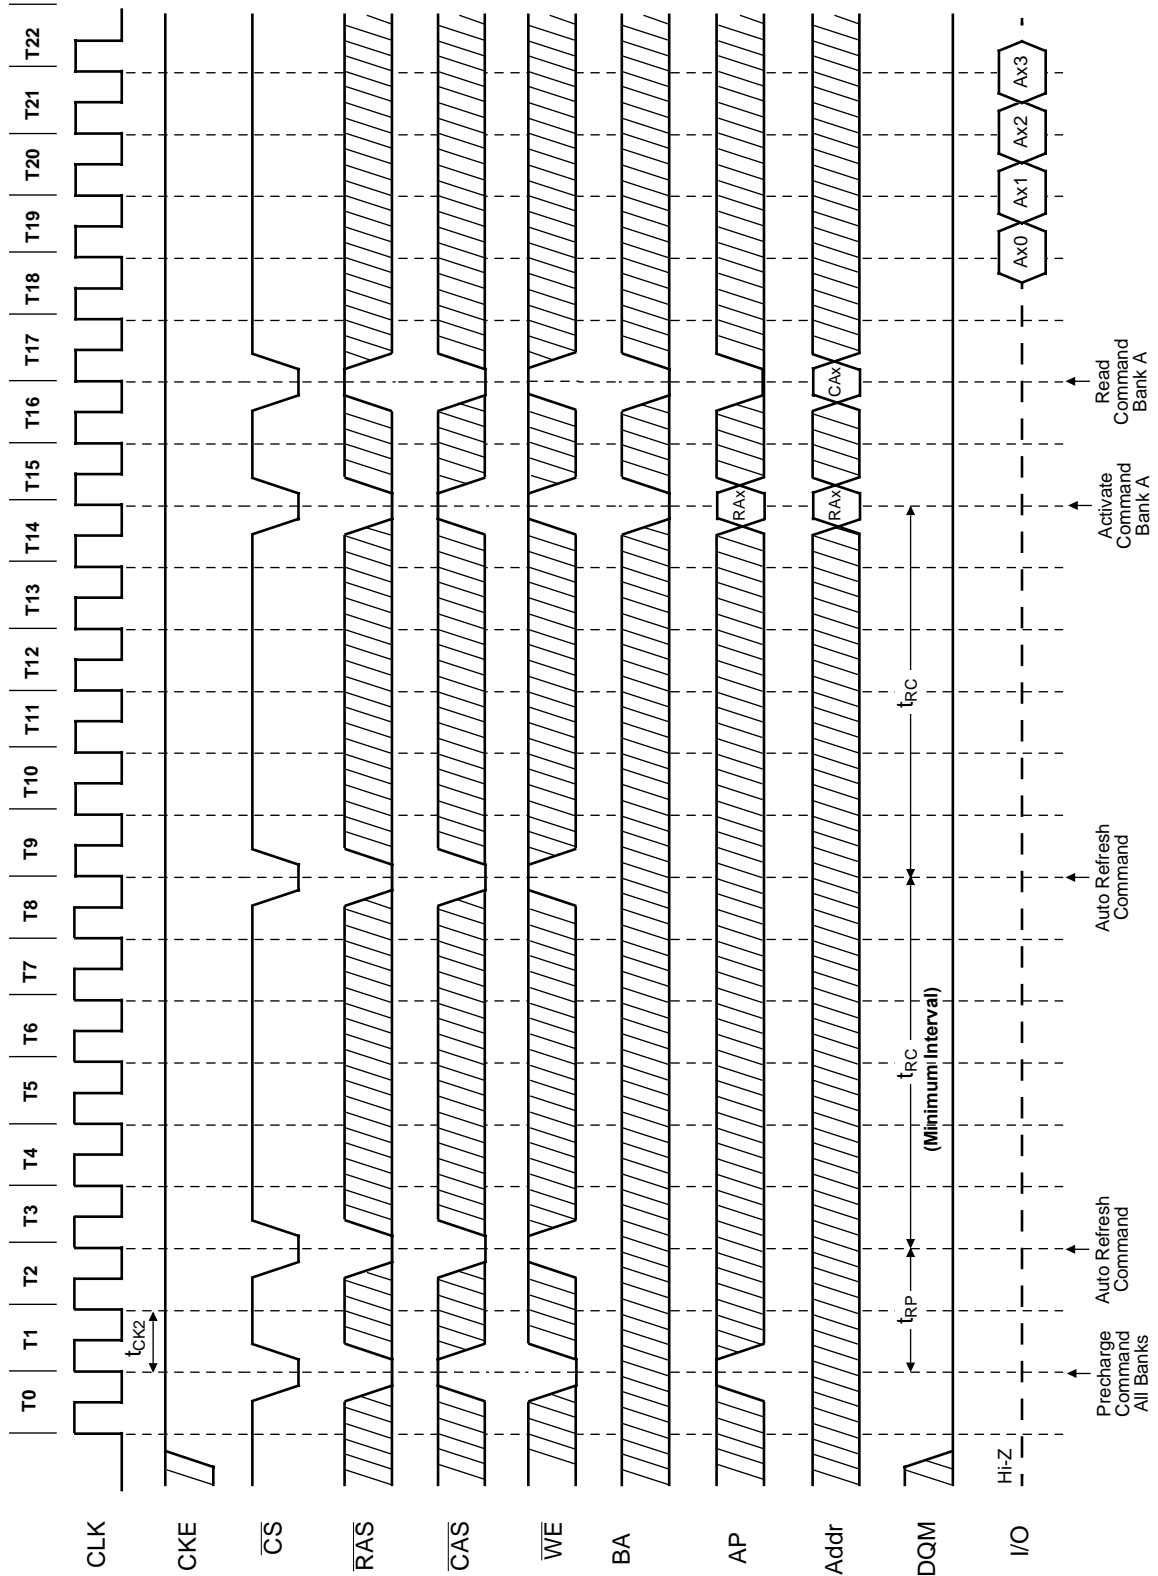 T0 T1 T2 T3 T4 T5 T6 T7 T8 T9 T10 T11 T12 T13 T14 T15 T16 T17 T18 T19 T20 T21 T22
CLK
tCK2
CKE
CS
RAS
CAS
WE
BA
AP
RAx
Addr
RAx CAx
tRP tRC tRC
(Minimum Interval)
DQM
I/O
Hi-Z
Ax0 Ax1 Ax2 Ax3
Precharge
Command
All Banks
Auto Refresh
Command
Auto Refresh
Command
Activate
Command
Bank A
Read
Command
Bank A